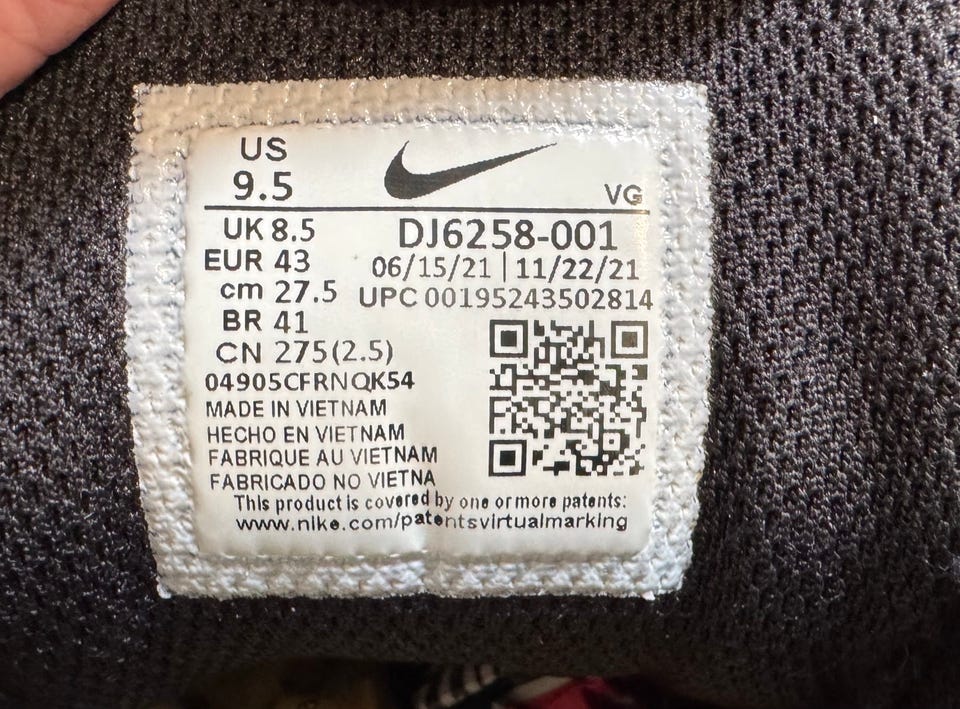 US
9.5
VG
UK 8.5
EUR 43
cm 27.5
BR 41
CN 275(2.5)
DJ6258-001
06/15/21 | 11/22/21
UPC 00195243502814
04905CFRNQK54
MADE IN VIETNAM
HECHO EN VIETNAM
FABRIQUE AU VIETNAM
FABRICADO NO VIETNA
This product is covered by one or more patents:
www.nike.com/patentsvirtualmarking